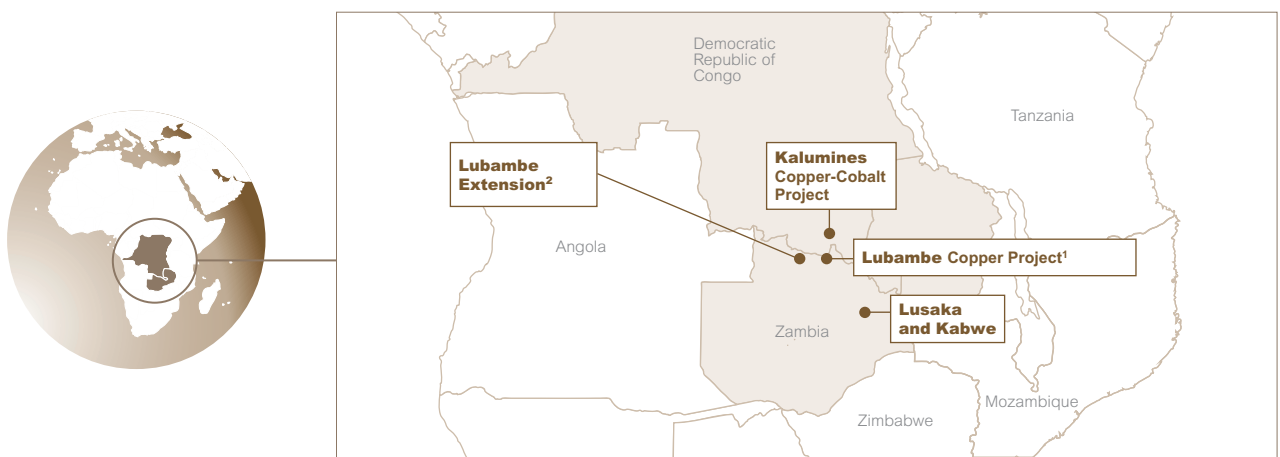 Democratic
Republic of
Congo
Tanzania
Lubambe
Extension²
Kalumines
Copper-Cobalt
Project
Angola
Lubambe Copper Project¹
Lusaka
and Kabwe
Zambia
Mozambique
Zimbabwe